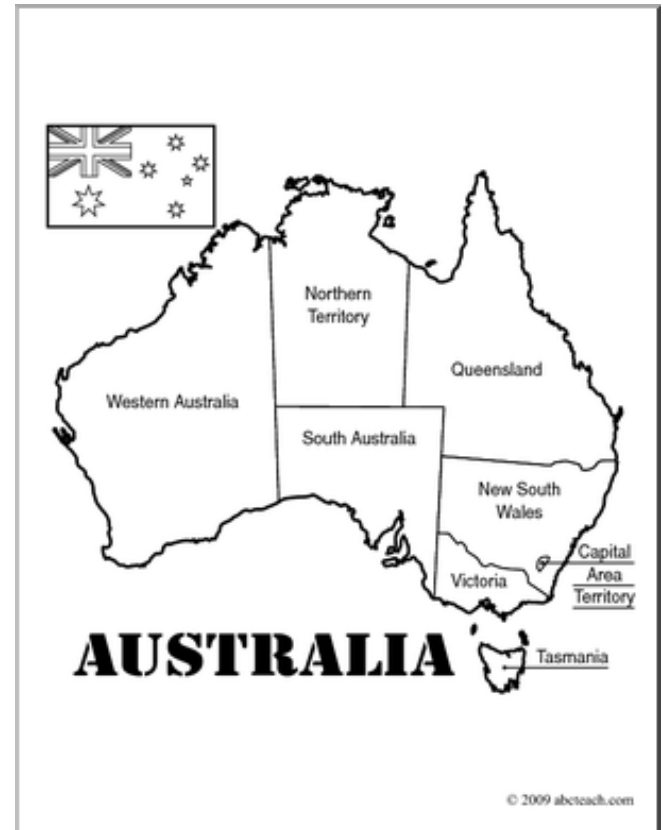 Northern
Territory
Queensland
Western Australia
South Australia
New South
Wales
Capital
Area
Territory
Victoria
AUSTRALIA
Tasmania
© 2009 abcteach.com